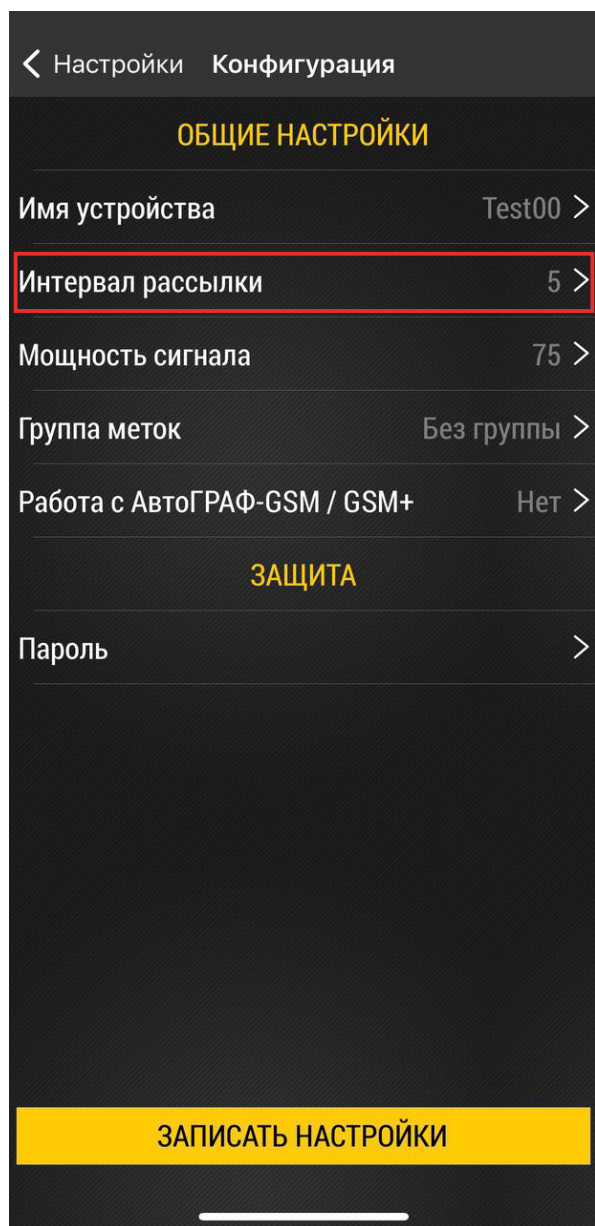 Настройки Конфигурация
ОБЩИЕ НАСТРОЙКИ
Имя устройства Test00
Интервал рассылки 5
Мощность сигнала 75
Группа меток Без группы
Работа с АвтоГРАФ-GSM / GSM+ Нет
ЗАЩИТА
Пароль
ЗАПИСАТЬ НАСТРОЙКИ